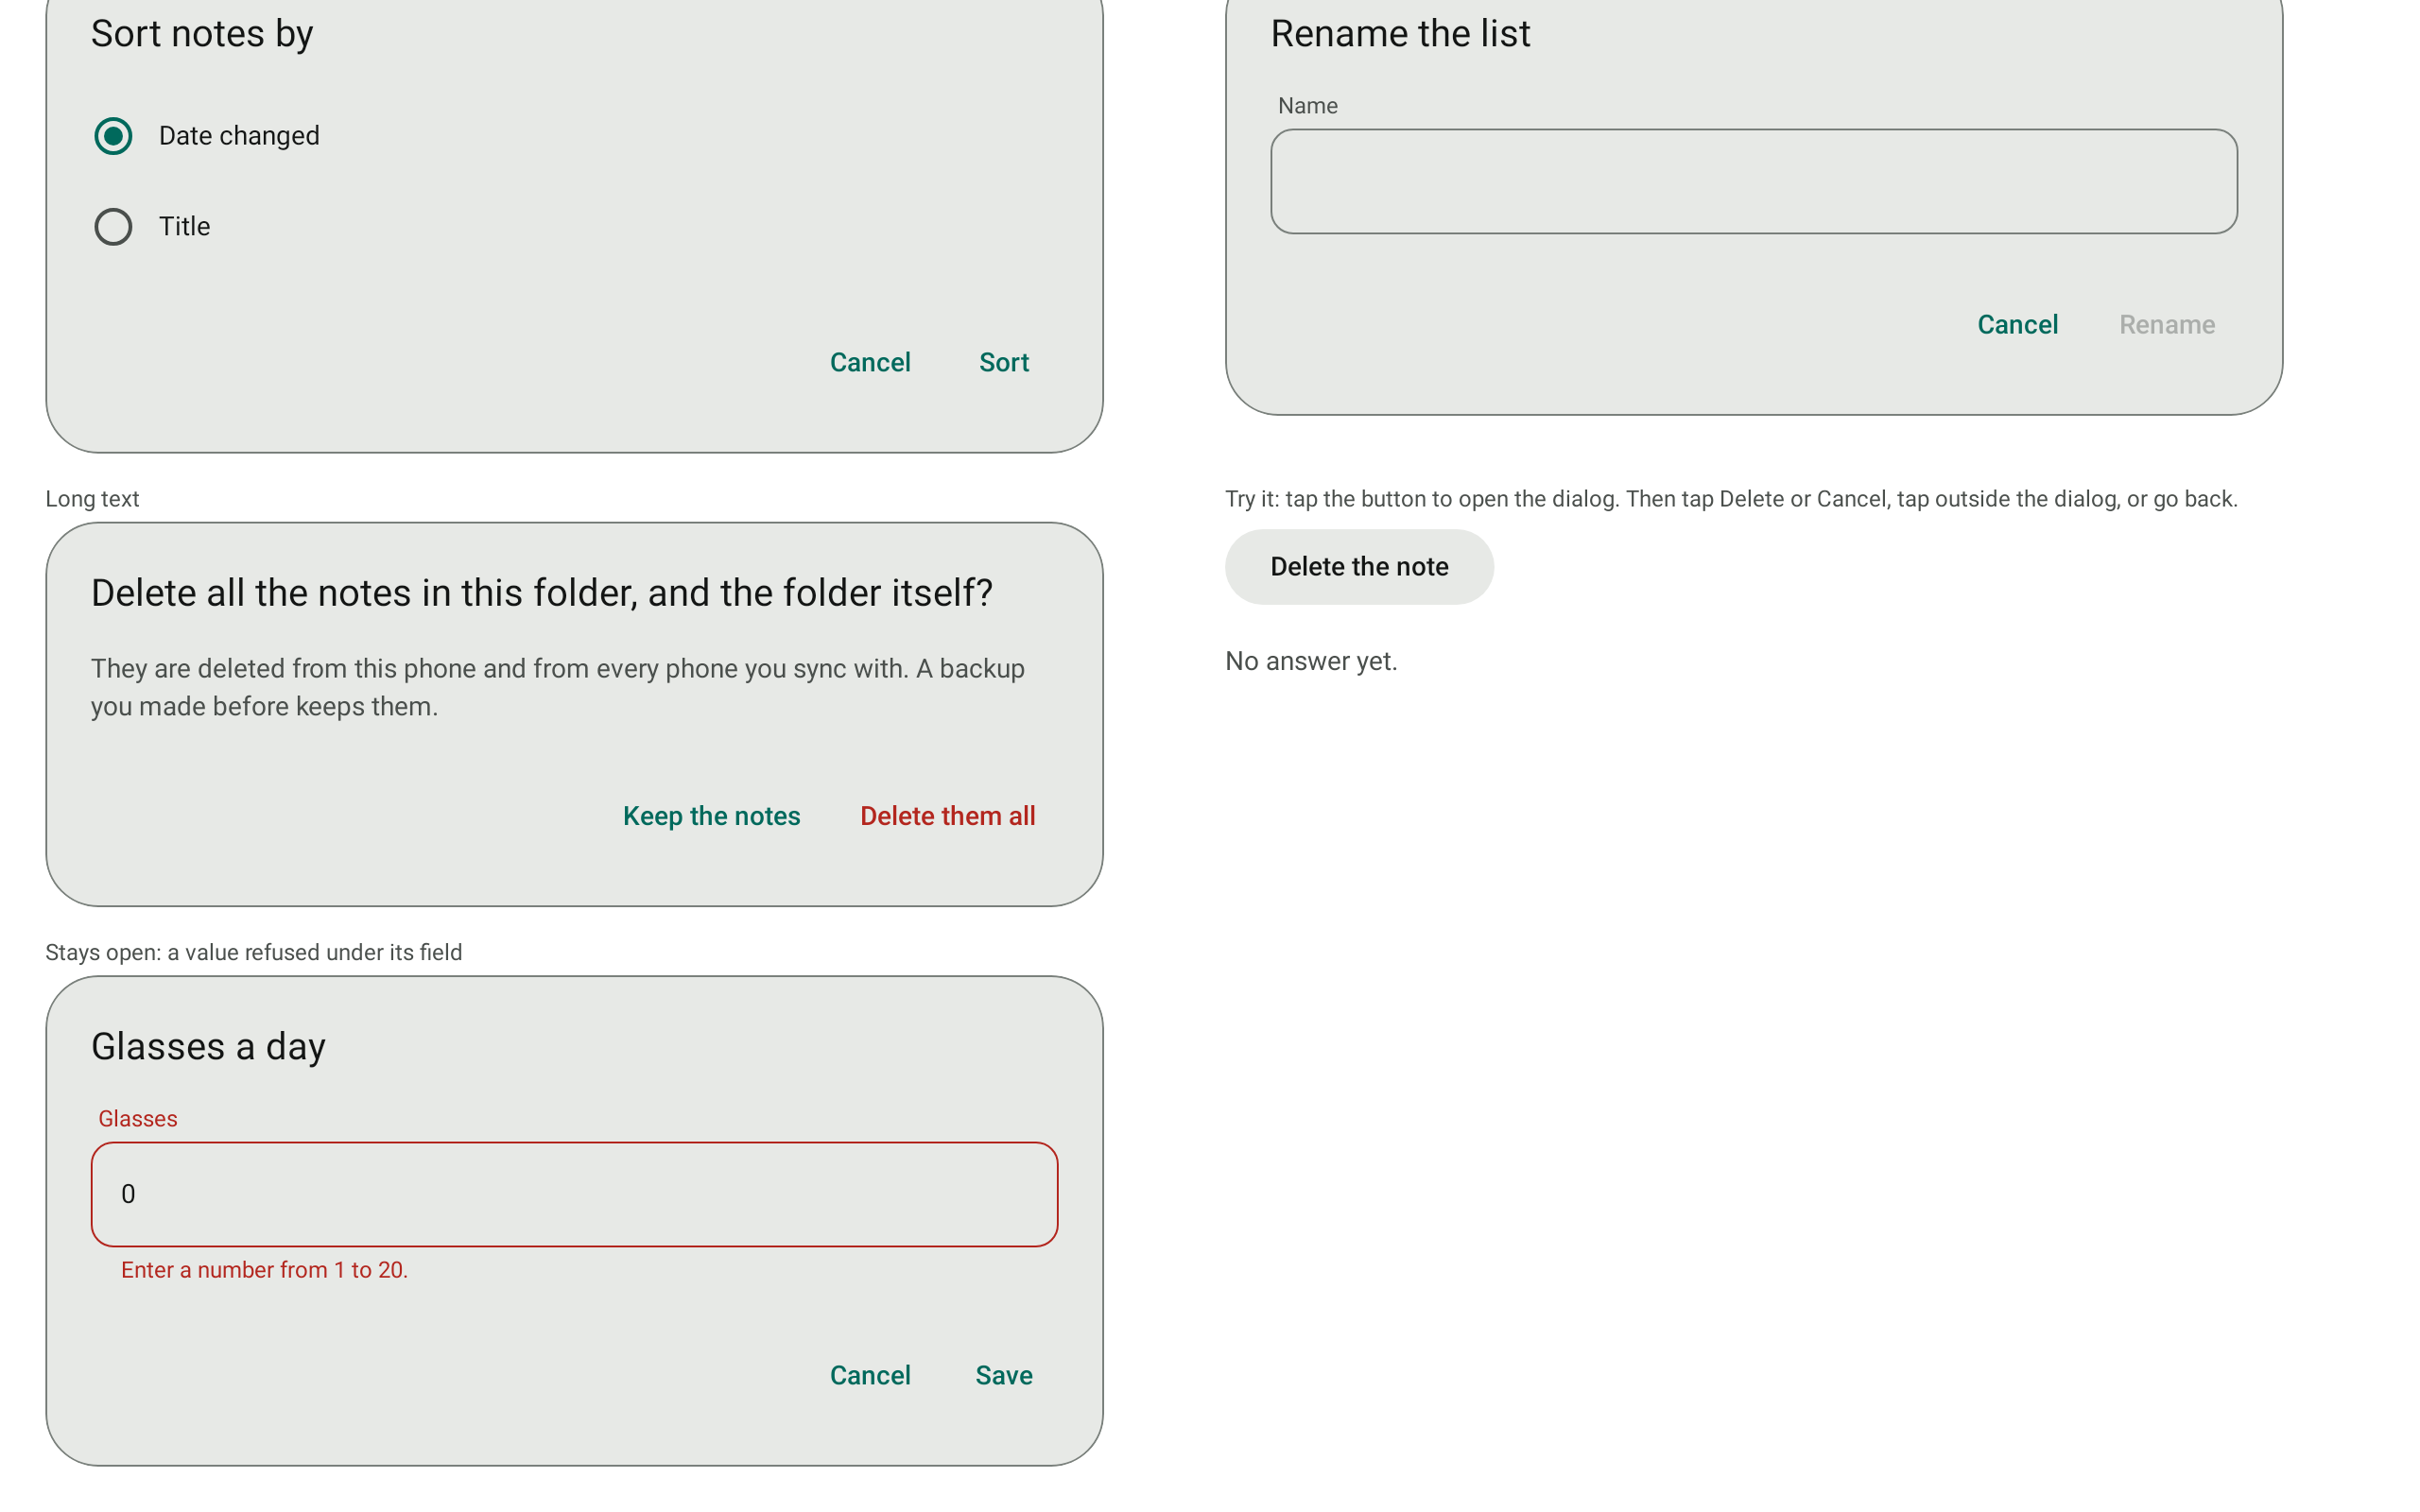 Sort notes by
Date changed
Title
Cancel
Sort
Rename the list
Name
Cancel
Rename
Long text
Delete all the notes in this folder, and the folder itself?
They are deleted from this phone and from every phone you sync with. A backup
you made before keeps them.
Keep the notes
Delete them all
Try it: tap the button to open the dialog. Then tap Delete or Cancel, tap outside the dialog, or go back.
Delete the note
No answer yet.
Stays open: a value refused under its field
Glasses a day
Glasses
0
Enter a number from 1 to 20.
Cancel
Save